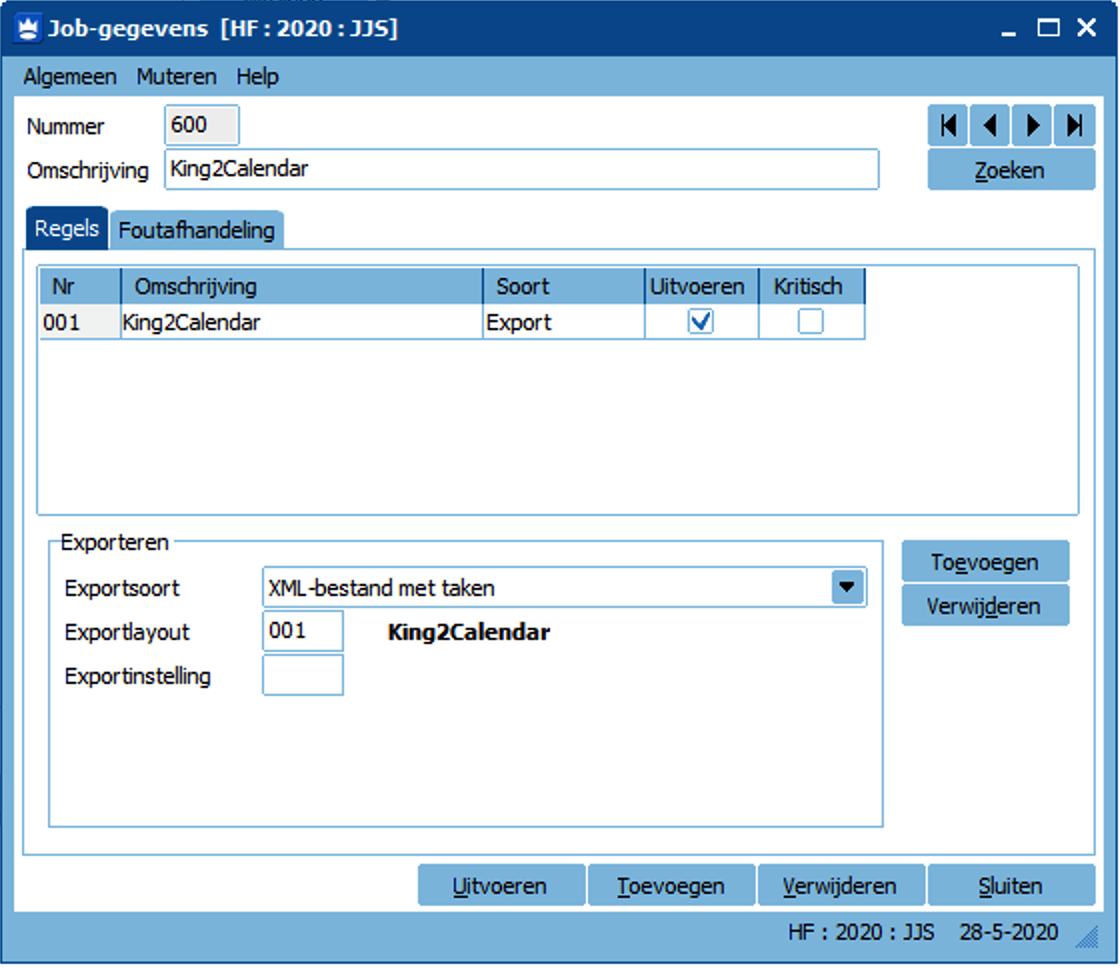 Job-gegevens [HF : 2020 : JJS]
Algemeen Muteren Help
Nummer 600
Omschrijving King2Calendar
Zoeken
Regels Foutafhandeling
Nr Omschrijving Soort Uitvoeren Kritisch
001 King2Calendar Export
Exporteren
Exportsoort XML-bestand met taken
Exportlayout 001 King2Calendar
Exportinstelling
Toevoegen
Verwijderen
Uitvoeren Toevoegen Verwijderen Sluiten
HF : 2020 : JJS 28-5-2020